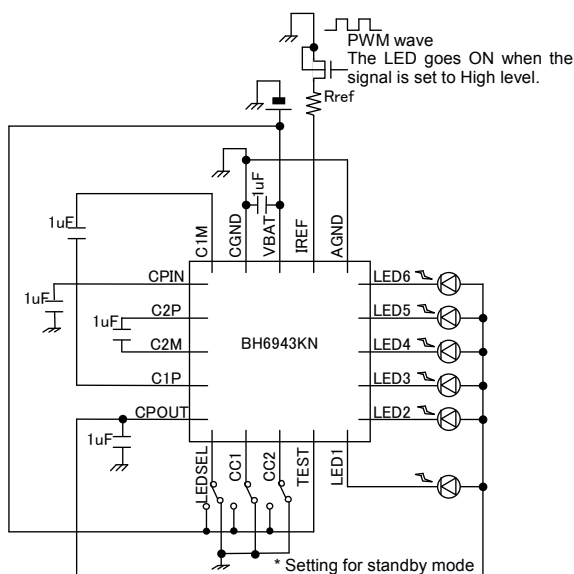 PWM wave
The LED goes ON when the
signal is set to High level.
Rref
1uF
1uF
C1M
CGND
VBAT
IREF
AGND
1uF
CPIN
C2P
1uF
C2M
C1P
CPOUT
1uF
BH6943KN
LED6
LED5
LED4
LED3
LED2
LEDSEL
CC1
CC2
TEST
LED1
* Setting for standby mode